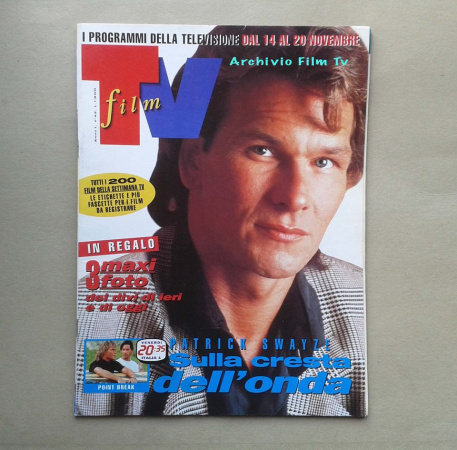 I PROGRAMMI DELLA TELEVISIONE DAL 14 AL 20 NOVEMBRE
Archivio Film Tv
TV
film
TUTTI I 200
FILM DELLA SETTIMANA TV
LE ETICHETTE E PIÙ
FASCETTE PER I FILM
DA REGISTRARE
IN REGALO
3 maxi
foto
dei divi di ieri
e di oggi
PATRICK SWAYZE
Sulla cresta
dell'onda
VENERDÌ
20.35
ITALIA 1
POINT BREAK